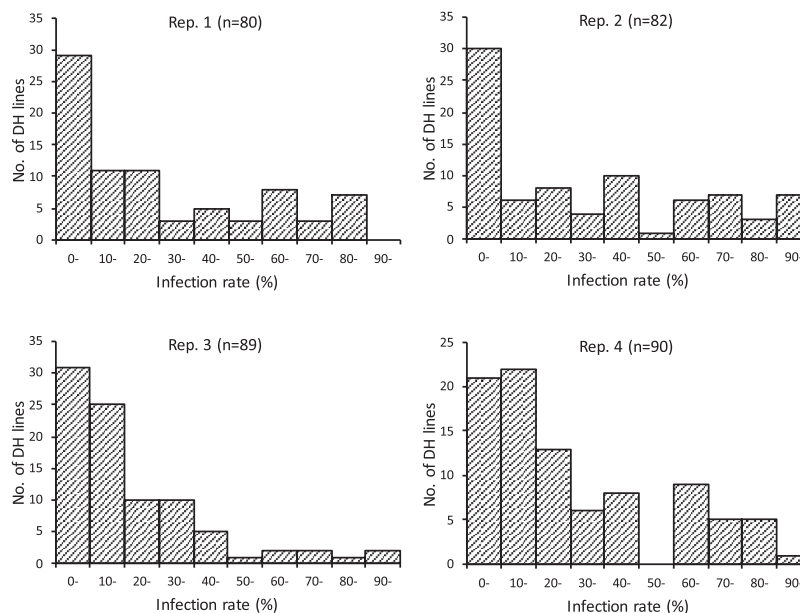 Rep. 1 (n=80)
No. of DH lines
35
30
25
20
15
10
5
0
0- 10- 20- 30- 40- 50- 60- 70- 80- 90-
Infection rate (%)
Rep. 2 (n=82)
No. of DH lines
35
30
25
20
15
10
5
0
0- 10- 20- 30- 40- 50- 60- 70- 80- 90-
Infection rate (%)
Rep. 3 (n=89)
No. of DH lines
35
30
25
20
15
10
5
0
0- 10- 20- 30- 40- 50- 60- 70- 80- 90-
Infection rate (%)
Rep. 4 (n=90)
No. of DH lines
25
20
15
10
5
0
0- 10- 20- 30- 40- 50- 60- 70- 80- 90-
Infection rate (%)